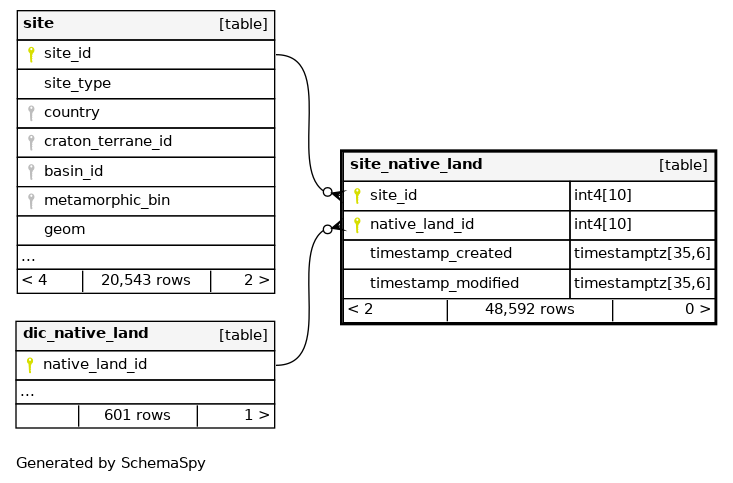 site [table]
site_id
site_type
country
craton_terrane_id
basin_id
metamorphic_bin
geom
...
< 4 20,543 rows 2 >
site_native_land [table]
site_id int4[10]
native_land_id int4[10]
timestamp_created timestamptz[35,6]
timestamp_modified timestamptz[35,6]
< 2 48,592 rows 0 >
dic_native_land [table]
native_land_id
...
601 rows 1 >
Generated by SchemaSpy